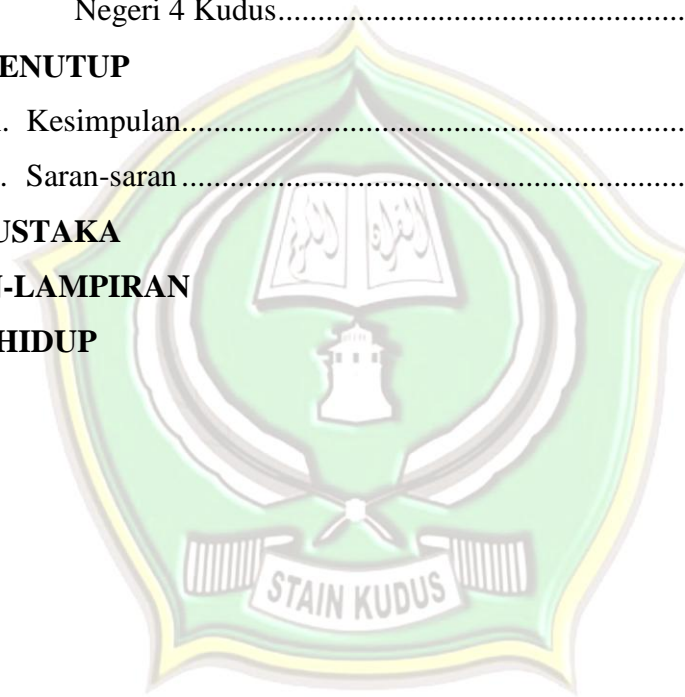 Negeri 4 Kudus.....................................................
ENUTUP
. Kesimpulan.................................................................
. Saran-saran.................................................................
USTAKA
N-LAMPIRAN
HIDUP
STAIN KUDUS